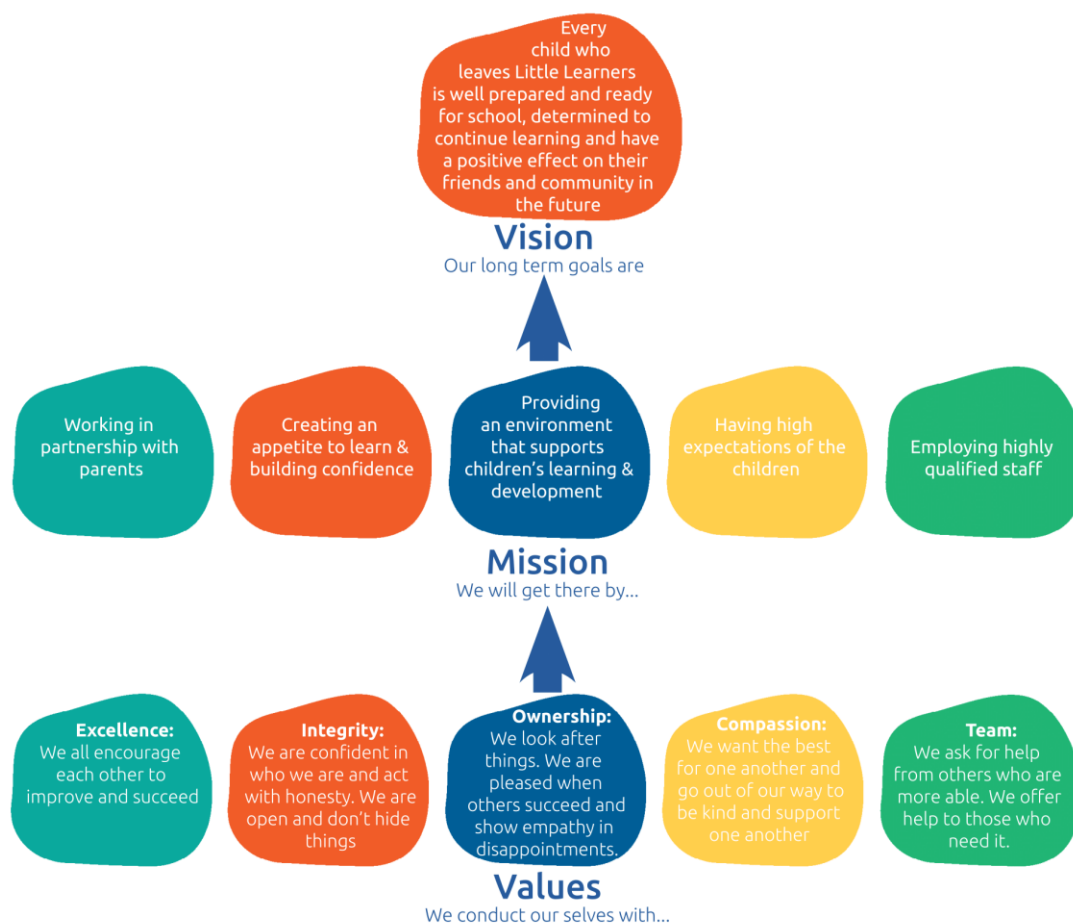 Every
child who
leaves Little Learners
is well prepared and ready
for school, determined to
continue learning and have
a positive effect on their
friends and community in
the future
Vision
Our long term goals are
Working in
partnership with
parents
Creating an
appetite to learn &
building confidence
Providing
an environment
that supports
children’s learning &
development
Having high
expectations of the
children
Employing highly
qualified staff
Mission
We will get there by...
Excellence:
We all encourage
each other to
improve and succeed
Integrity:
We are confident in
who we are and act
with honesty. We are
open and don’t hide
things
Ownership:
We look after
things. We are
pleased when
others succeed and
show empathy in
disappointments.
Compassion:
We want the best
for one another and
go out of our way to
be kind and support
one another
Team:
We ask for help
from others who are
more able. We offer
help to those who
need it.
Values
We conduct our selves with...